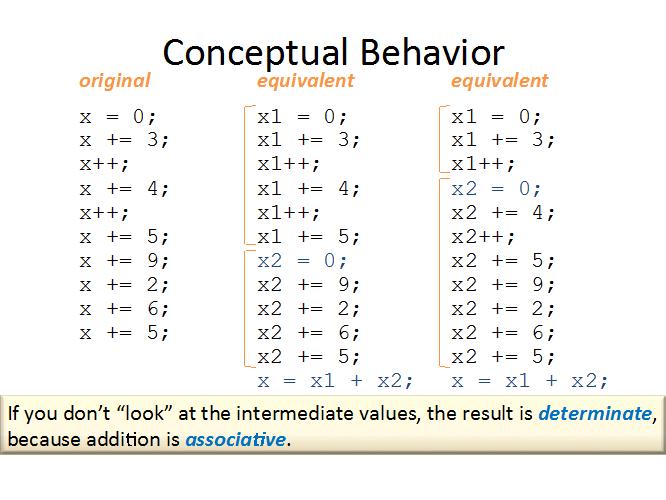 Conceptual Behavior
original
x = 0;
x += 3;
x++;
x += 4;
x++;
x += 5;
x += 9;
x += 2;
x += 6;
x += 5;
equivalent
x1 = 0;
x1 += 3;
x1++;
x1 += 4;
x1++;
x1 += 5;
x2 = 0;
x2 += 9;
x2 += 2;
x2 += 6;
x2 += 5;
x = x1 + x2;
equivalent
x1 = 0;
x1 += 3;
x1++;
x2 = 0;
x2 += 4;
x2++;
x2 += 5;
x2 += 9;
x2 += 2;
x2 += 6;
x2 += 5;
x = x1 + x2;
If you don’t “look” at the intermediate values, the result is determinate,
because addition is associative.